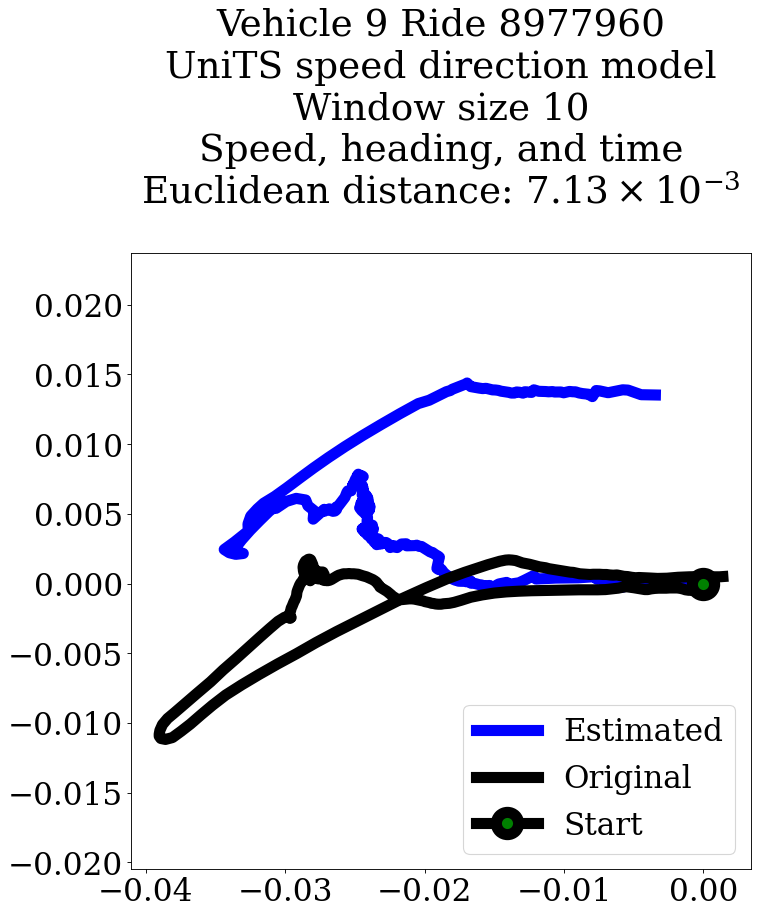 Vehicle 9 Ride 8977960
UniTS speed direction model
Window size 10
Speed, heading, and time
Euclidean distance: 7.13 × 10⁻³
0.020
0.015
0.010
0.005
0.000
−0.005
−0.010
−0.015
−0.020
−0.04
−0.03
−0.02
−0.01
0.00
Estimated
Original
Start